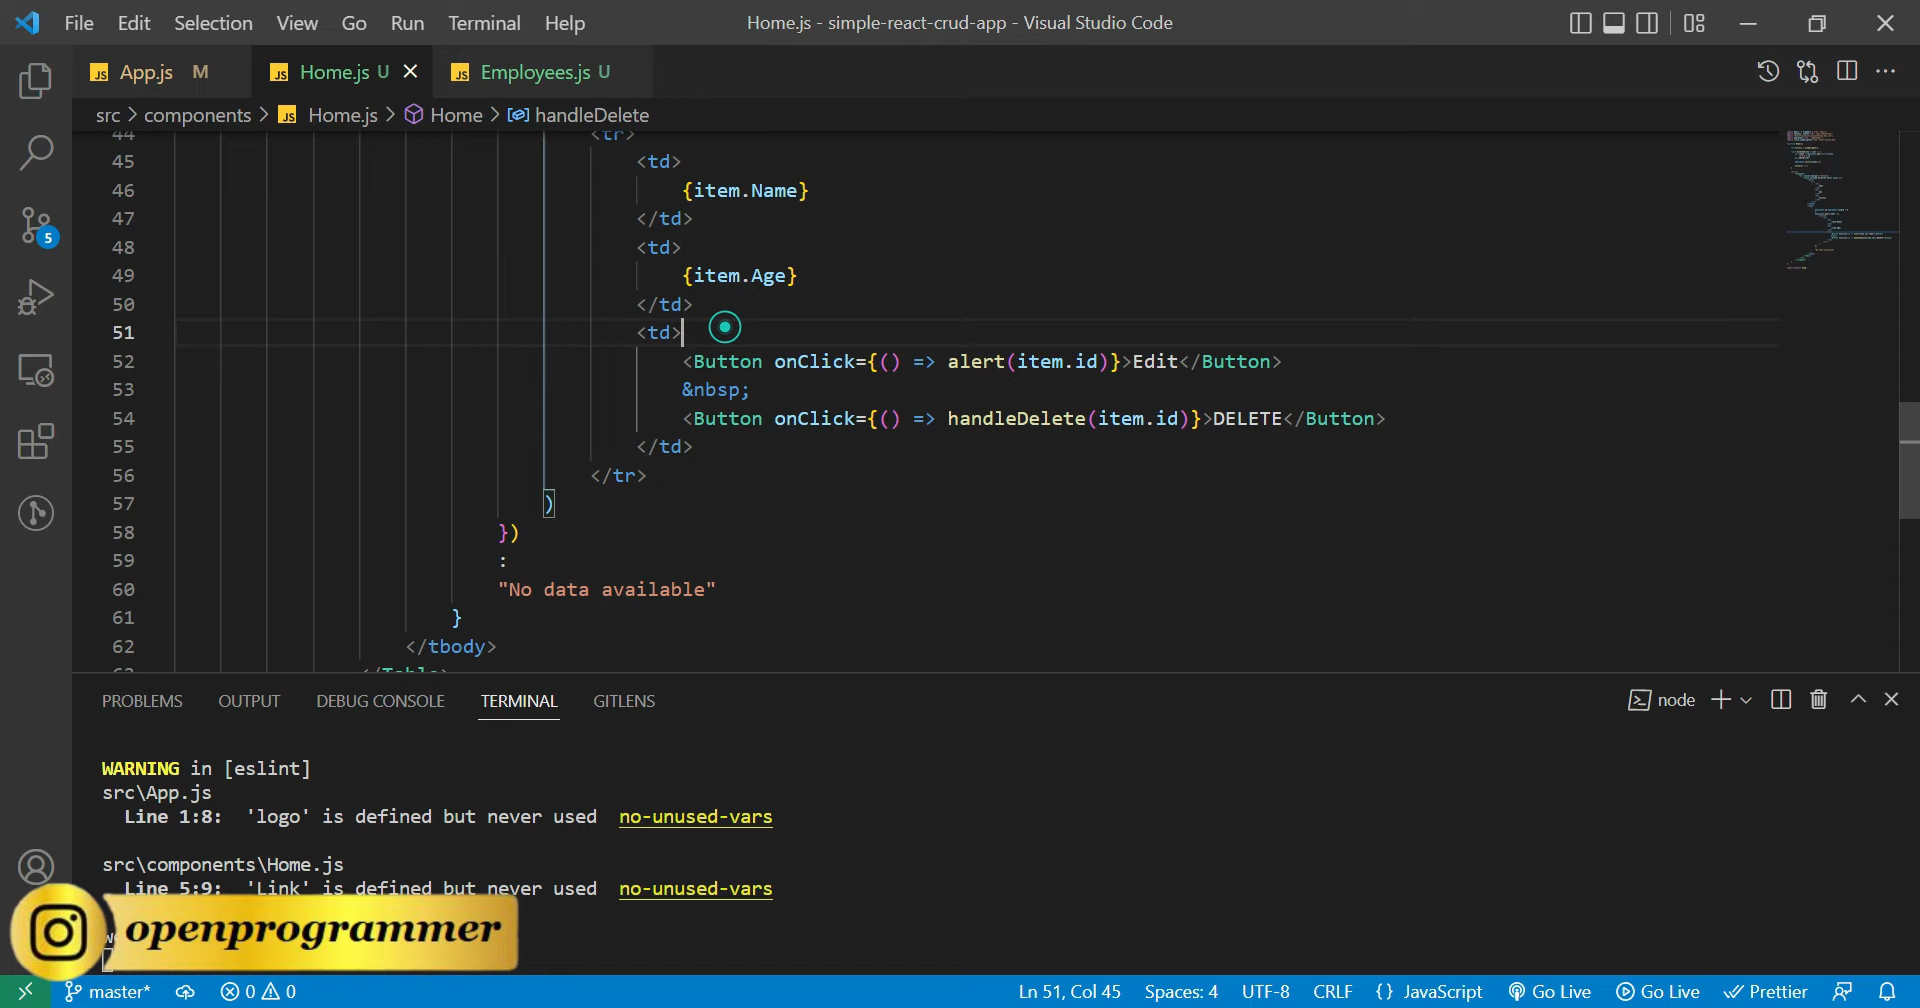 File Edit Selection View Go Run Terminal Help Home.js - simple-react-crud-app - Visual Studio Code
JS App.js M JS Home.js U JS Employees.js U
src > components > JS Home.js > Home > handleDelete
44 <tr>
45 <td>
46 {item.Name}
47 </td>
48 <td>
49 {item.Age}
50 </td>
51 <td>
52 <Button onClick={() => alert(item.id)}>Edit</Button>
53 &nbsp;
54 <Button onClick={() => handleDelete(item.id)}>DELETE</Button>
55 </td>
56 </tr>
57 )
58 })
59 :
60 "No data available"
61 }
62 </tbody>
63 </Table>
5
PROBLEMS OUTPUT DEBUG CONSOLE TERMINAL GITLENS node
WARNING in [eslint]
src\App.js
Line 1:8: 'logo' is defined but never used no-unused-vars
src\components\Home.js
Line 5:9: 'Link' is defined but never used no-unused-vars
openprogrammer
master* 0 0 Ln 51, Col 45 Spaces: 4 UTF-8 CRLF {} JavaScript Go Live Go Live Prettier